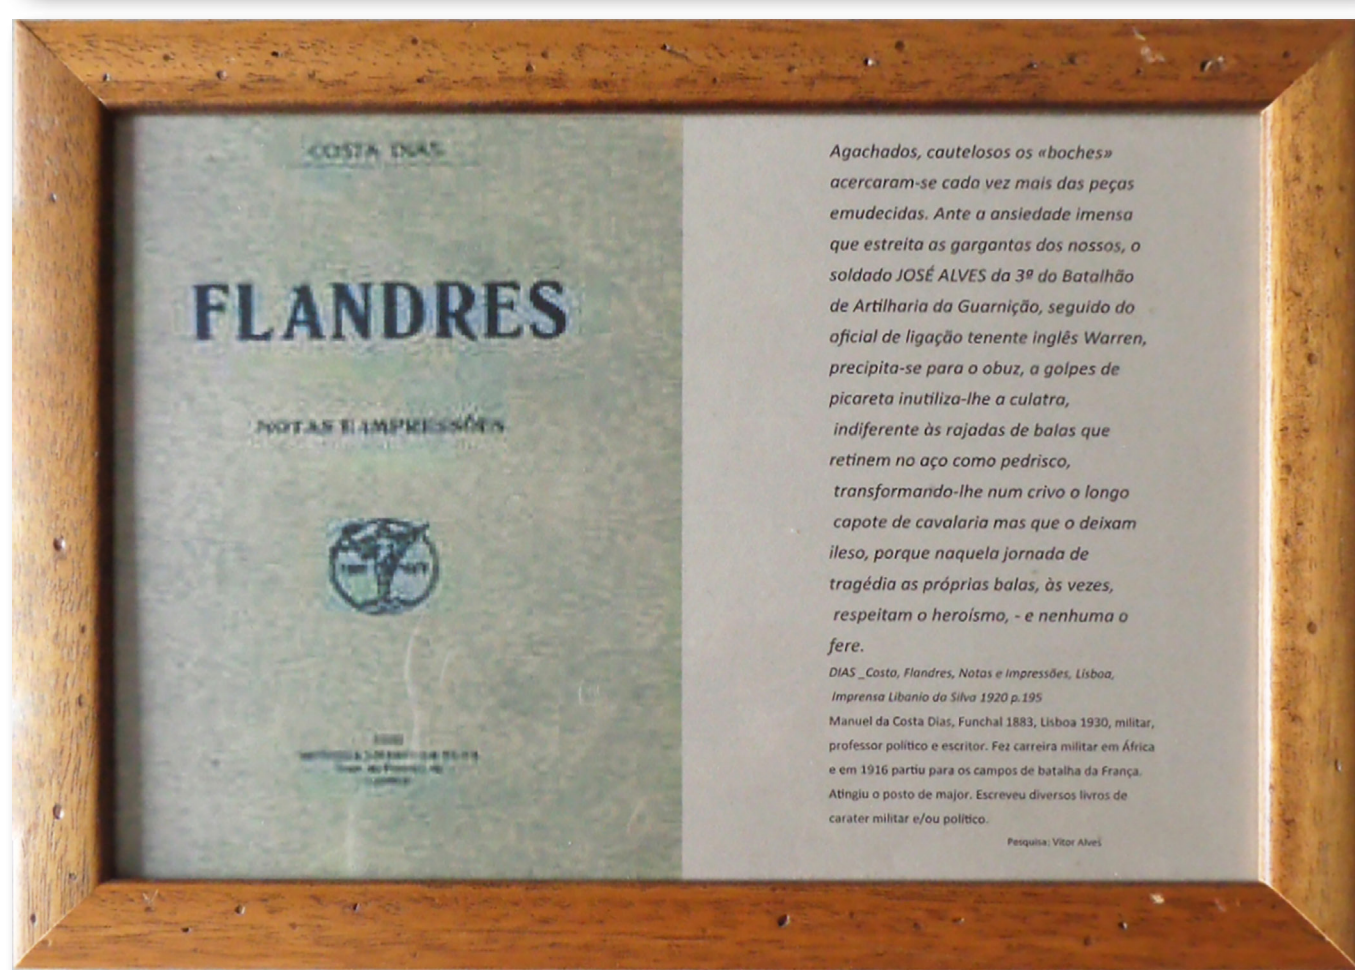 COSTA DIAS
FLANDRES
NOTAS E IMPRESSÕES
Agachados, cautelosos os «boches»
acercaram-se cada vez mais das peças
emudecidas. Ante a ansiedade imensa
que estreita as gargantas dos nossos, o
soldado JOSÉ ALVES da 3º do Batalhão
de Artilharia da Guarnição, seguido do
oficial de ligação tenente inglês Warren,
precipita-se para o obuz, a golpes de
picareta inutiliza-lhe a culatra,
indiferente às rajadas de balas que
retinem no aço como pedrisco,
transformando-lhe num crivo o longo
capote de cavalaria mas que o deixam
ileso, porque naquela jornada de
tragédia as próprias balas, às vezes,
respeitam o heroísmo, - e nenhuma o
fere.
DIAS _Costa, Flandres, Notas e Impressões, Lisboa,
Imprensa Libanio da Silva 1920 p.195
Manuel da Costa Dias, Funchal 1883, Lisboa 1930, militar,
professor político e escritor. Fez carreira militar em África
e em 1916 partiu para os campos de batalha da França.
Atingiu o posto de major. Escreveu diversos livros de
carater militar e/ou político.
Pesquisa: Vitor Alves